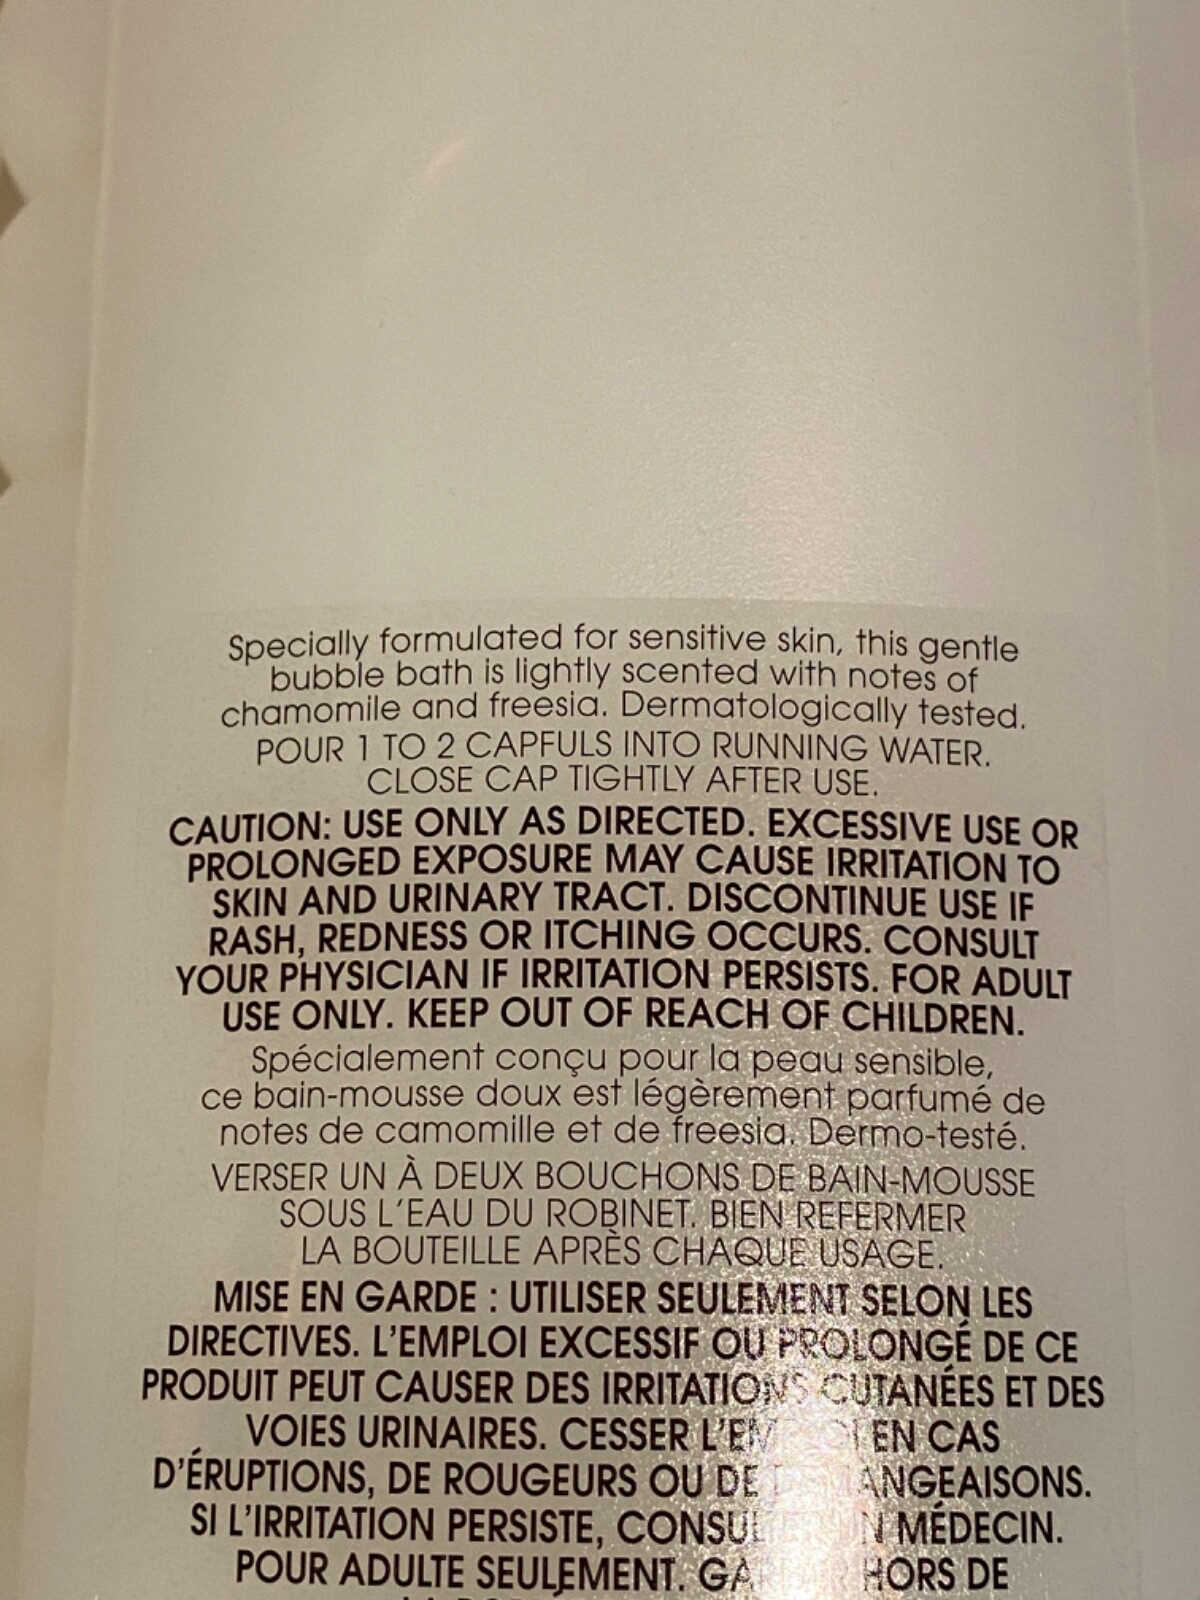 Specially formulated for sensitive skin, this gentle
bubble bath is lightly scented with notes of
chamomile and freesia. Dermatologically tested.
POUR 1 TO 2 CAPFULS INTO RUNNING WATER.
CLOSE CAP TIGHTLY AFTER USE.
CAUTION: USE ONLY AS DIRECTED. EXCESSIVE USE OR
PROLONGED EXPOSURE MAY CAUSE IRRITATION TO
SKIN AND URINARY TRACT. DISCONTINUE USE IF
RASH, REDNESS OR ITCHING OCCURS. CONSULT
YOUR PHYSICIAN IF IRRITATION PERSISTS. FOR ADULT
USE ONLY. KEEP OUT OF REACH OF CHILDREN.
Spécialement conçu pour la peau sensible,
ce bain-mousse doux est légèrement parfumé de
notes de camomille et de freesia. Dermo-testé.
VERSER UN À DEUX BOUCHONS DE BAIN-MOUSSE
SOUS L'EAU DU ROBINET. BIEN REFERMER
LA BOUTEILLE APRÈS CHAQUE USAGE.
MISE EN GARDE : UTILISER SEULEMENT SELON LES
DIRECTIVES. L'EMPLOI EXCESSIF OU PROLONGÉ DE CE
PRODUIT PEUT CAUSER DES IRRITATIONS CUTANÉES ET DES
VOIES URINAIRES. CESSER EN CAS
D'ÉRUPTIONS, DE ROUGEURS OU DE
SI L'IRRITATION PERSISTE, MÉDECIN.
POUR ADULTE SEULEMENT. HORS DE